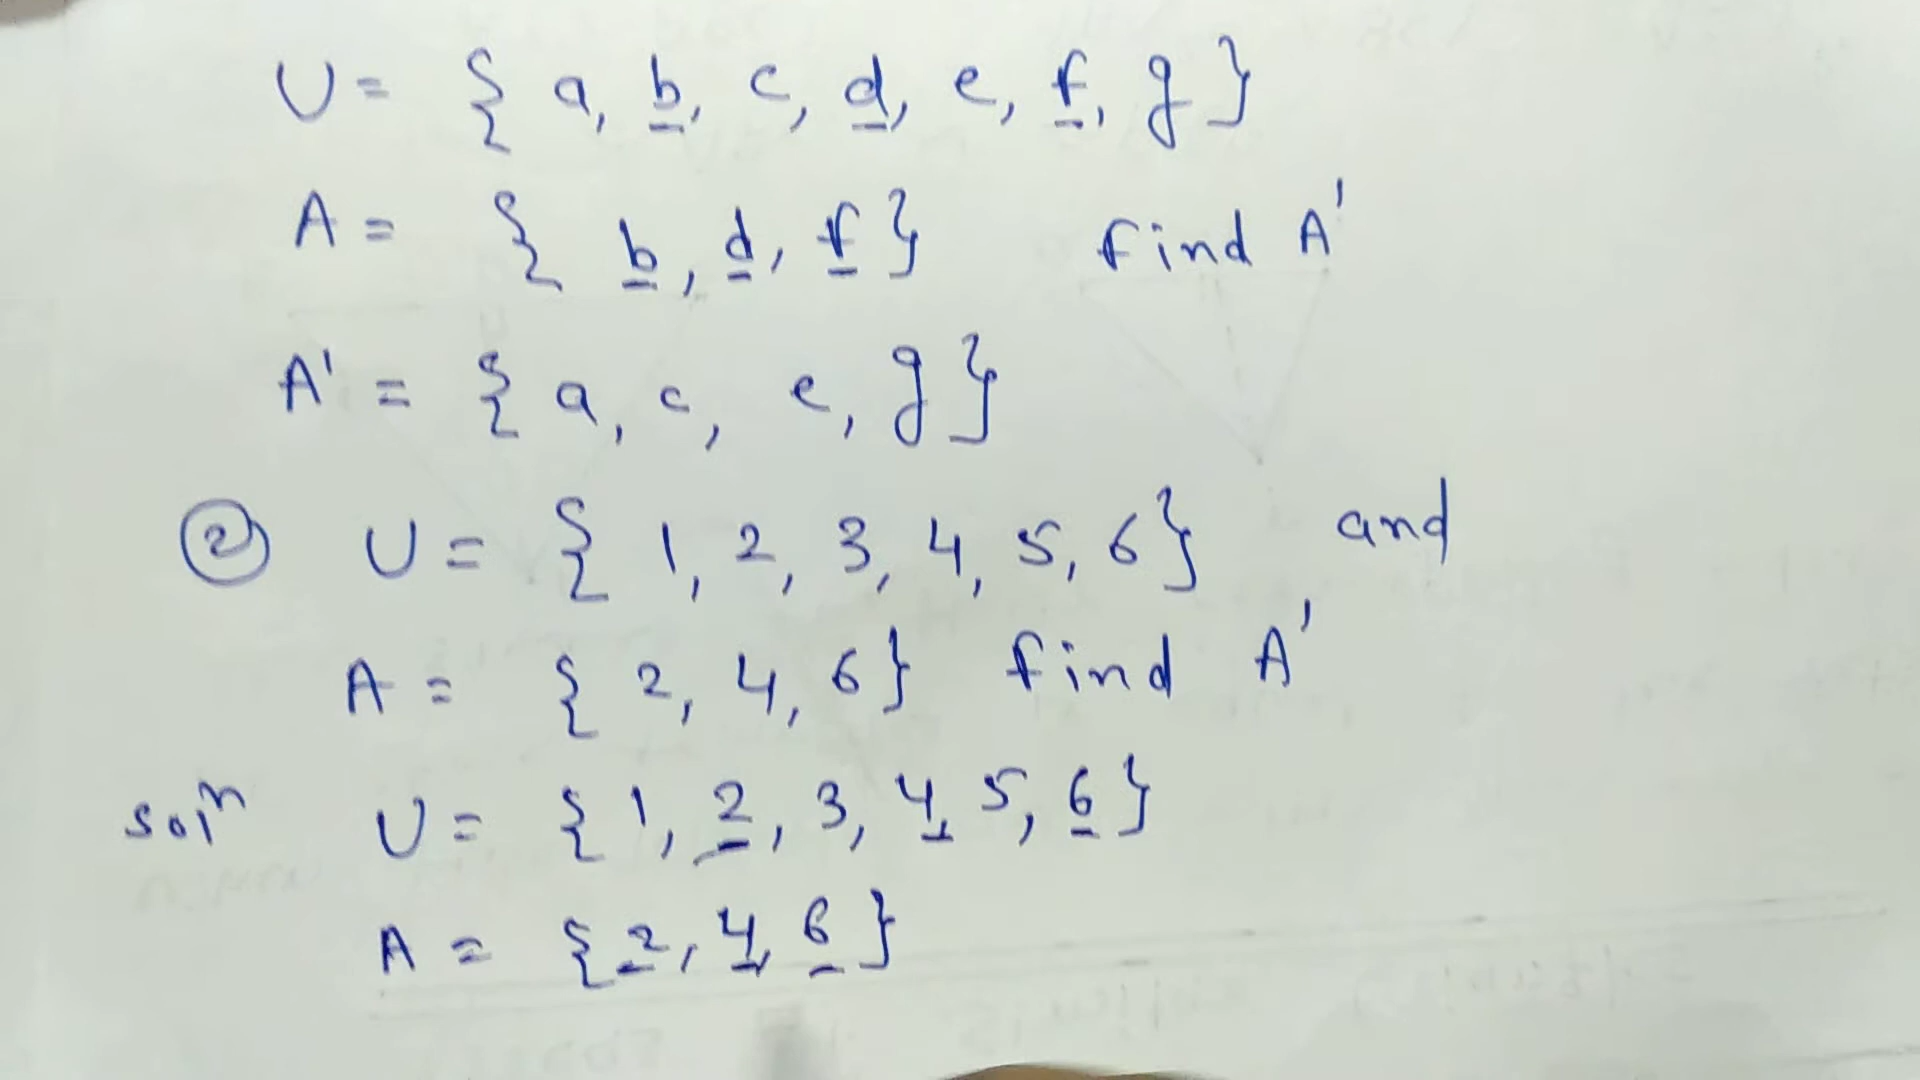 U = { a, b, c, d, e, f, g }
A = { b, d, f } find A'
A' = { a, c, e, g }
② U = { 1, 2, 3, 4, 5, 6 } and
A = { 2, 4, 6 } find A'
solⁿ U = { 1, 2, 3, 4 5, 6 }
A = { 2, 4, 6 }